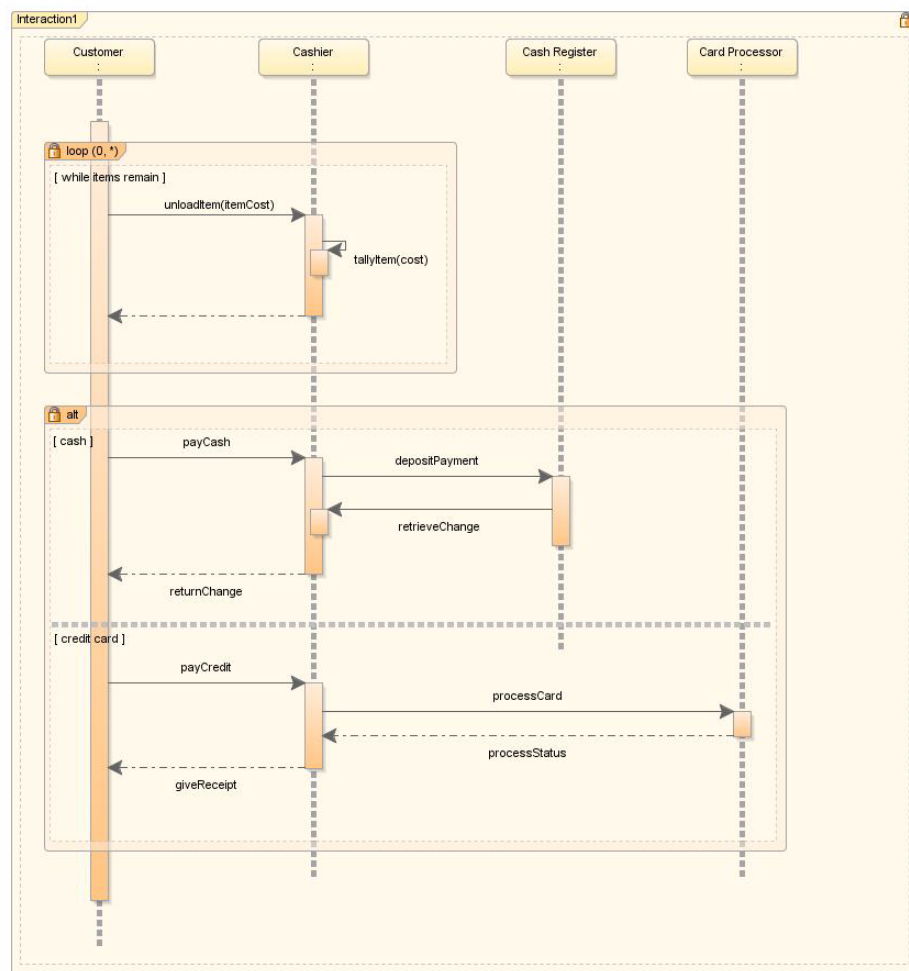 Interaction1
Customer
:
Cashier
:
Cash Register
:
Card Processor
:
loop (0, *)
[ while items remain ]
unloadItem(itemCost)
tallyItem(cost)
alt
[ cash ]
payCash
depositPayment
retrieveChange
returnChange
[ credit card ]
payCredit
processCard
processStatus
giveReceipt